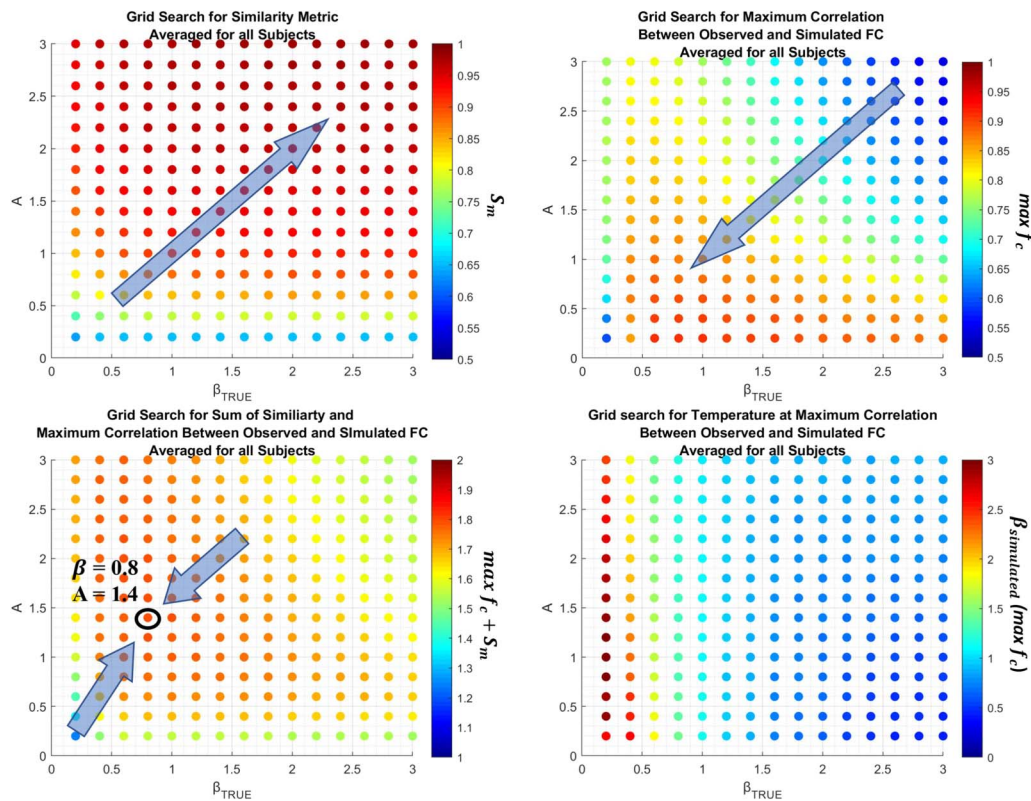 Grid Search for Similarity Metric
Averaged for all Subjects
3
2.5
2
1.5
1
0.5
0
A
0 0.5 1 1.5 2 2.5 3
β_TRUE
1
0.95
0.9
0.85
0.8
0.75
0.7
0.65
0.6
0.55
0.5
S_m
Grid Search for Maximum Correlation
Between Observed and Simulated FC
Averaged for all Subjects
3
2.5
2
1.5
1
0.5
0
A
0 0.5 1 1.5 2 2.5 3
β_TRUE
1
0.95
0.9
0.85
0.8
0.75
0.7
0.65
0.6
0.55
0.5
max f_c
Grid Search for Sum of Similiarty and
Maximum Correlation Between Observed and SImulated FC
Averaged for all Subjects
3
2.5
2
1.5
1
0.5
0
A
β = 0.8
A = 1.4
0 0.5 1 1.5 2 2.5 3
β_TRUE
2
1.9
1.8
1.7
1.6
1.5
1.4
1.3
1.2
1.1
1
max f_c + S_m
Grid search for Temperature at Maximum Correlation
Between Observed and Simulated FC
Averaged for all Subjects
3
2.5
2
1.5
1
0.5
0
A
0 0.5 1 1.5 2 2.5 3
β_TRUE
3
2.5
2
1.5
1
0.5
0
β_simulated (max f_c)